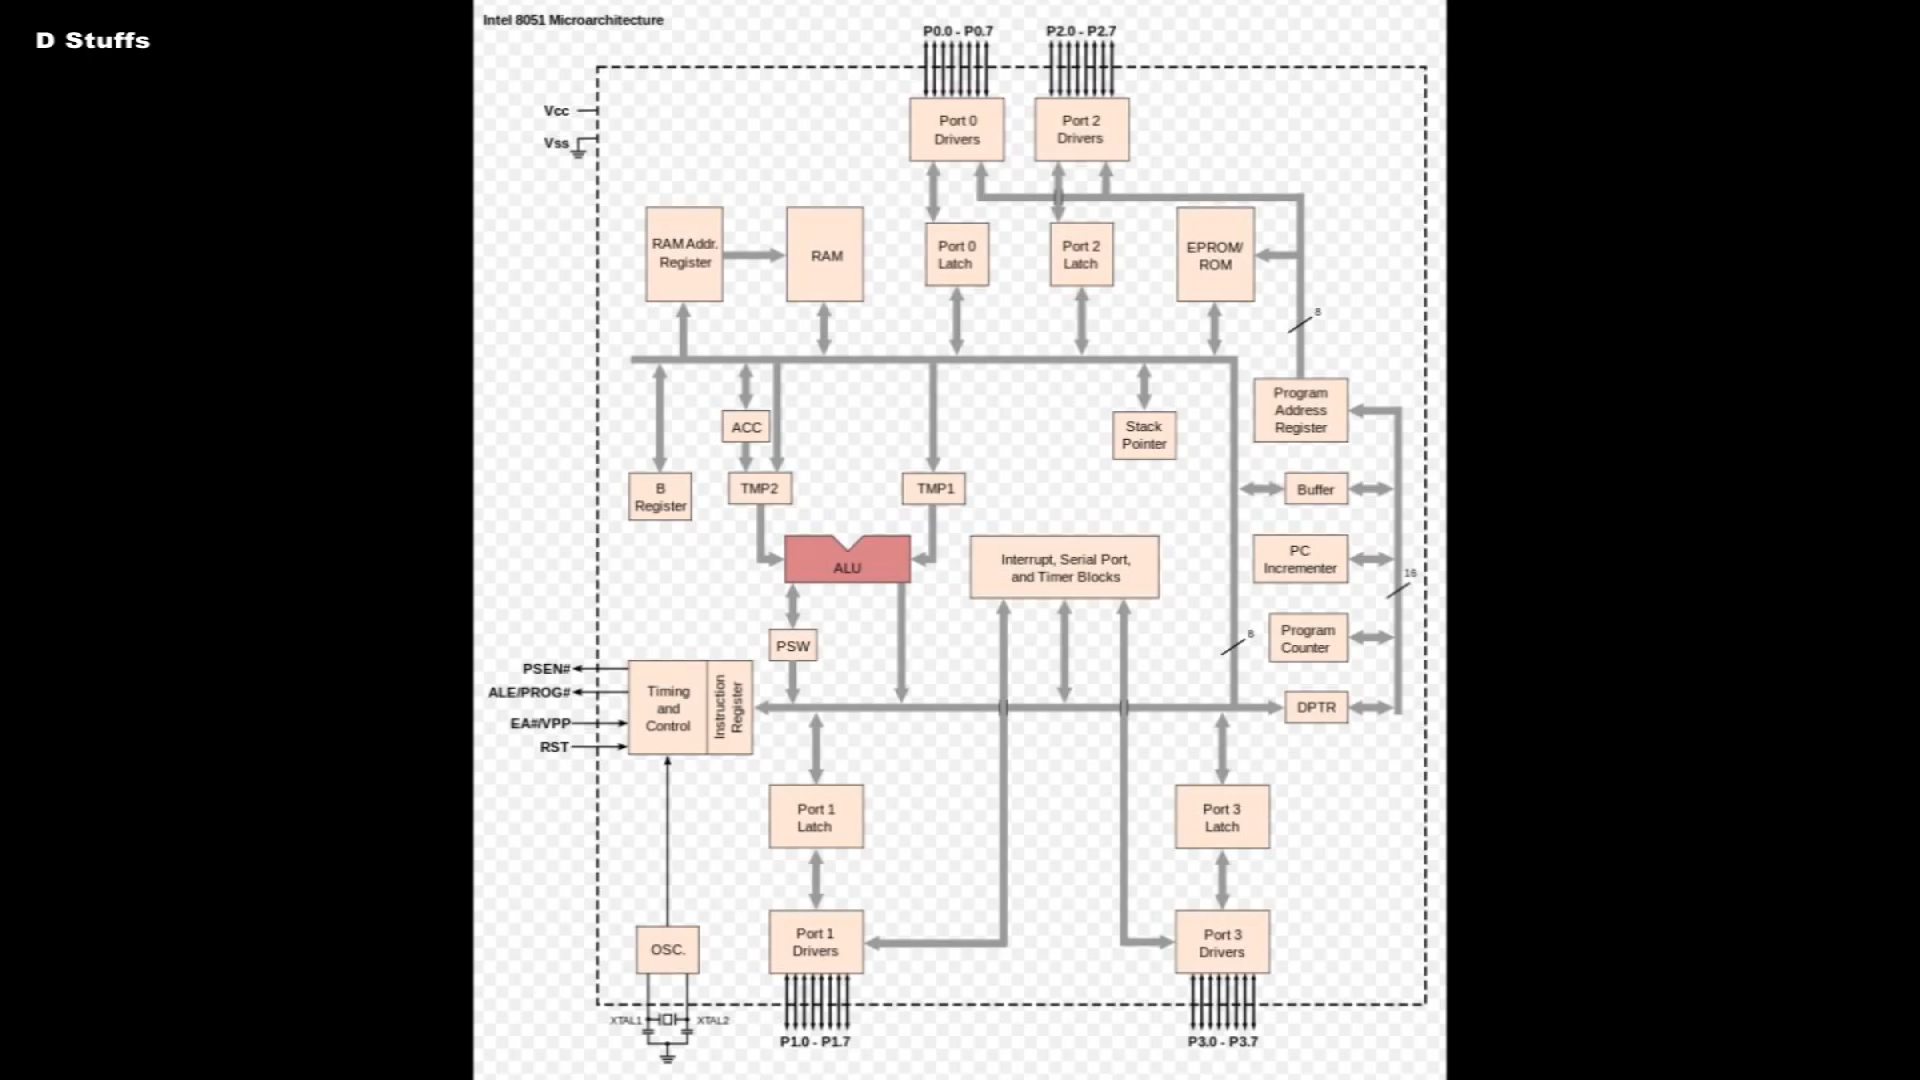 Intel 8051 Microarchitecture
D Stuffs
P0.0 - P0.7
P2.0 - P2.7
Vcc
Vss
Port 0
Drivers
Port 2
Drivers
RAM Addr.
Register
RAM
Port 0
Latch
Port 2
Latch
EPROM/
ROM
8
Program
Address
Register
ACC
Stack
Pointer
B
Register
TMP2
TMP1
Buffer
ALU
Interrupt, Serial Port,
and Timer Blocks
PC
Incrementer
16
PSW
8
Program
Counter
PSEN#
ALE/PROG#
EA#/VPP
RST
Timing
and
Control
Instruction
Register
DPTR
Port 1
Latch
Port 3
Latch
OSC.
Port 1
Drivers
Port 3
Drivers
XTAL1
XTAL2
P1.0 - P1.7
P3.0 - P3.7